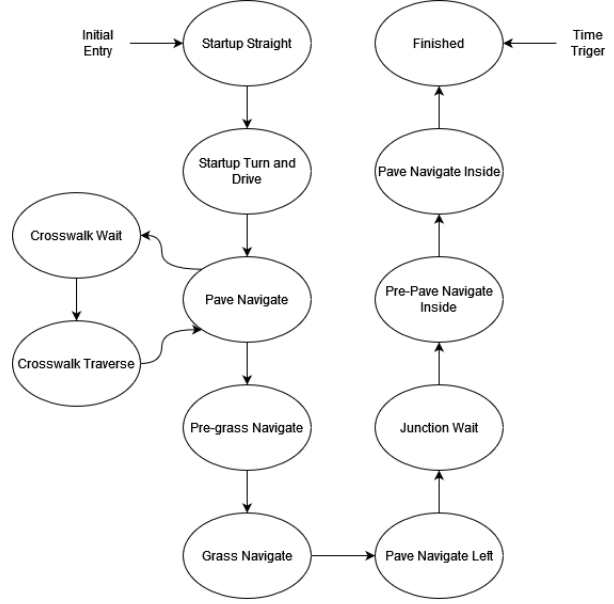 Initial
Entry
Startup Straight
Finished
Time
Triger
Startup Turn and
Drive
Pave Navigate Inside
Crosswalk Wait
Pave Navigate
Pre-Pave Navigate
Inside
Crosswalk Traverse
Pre-grass Navigate
Junction Wait
Grass Navigate
Pave Navigate Left